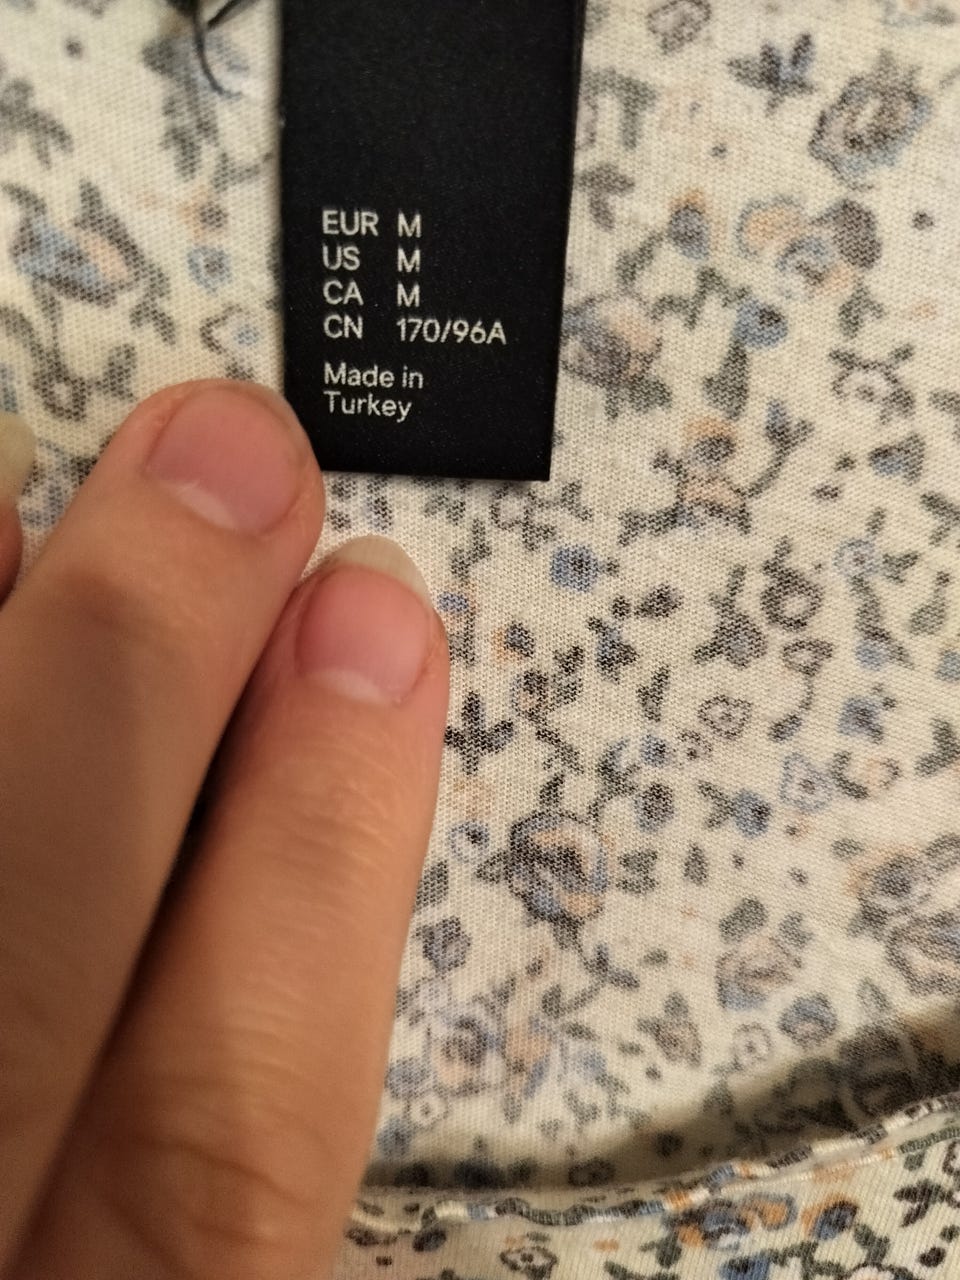 EUR M
US M
CA M
CN 170/96A
Made in
Turkey